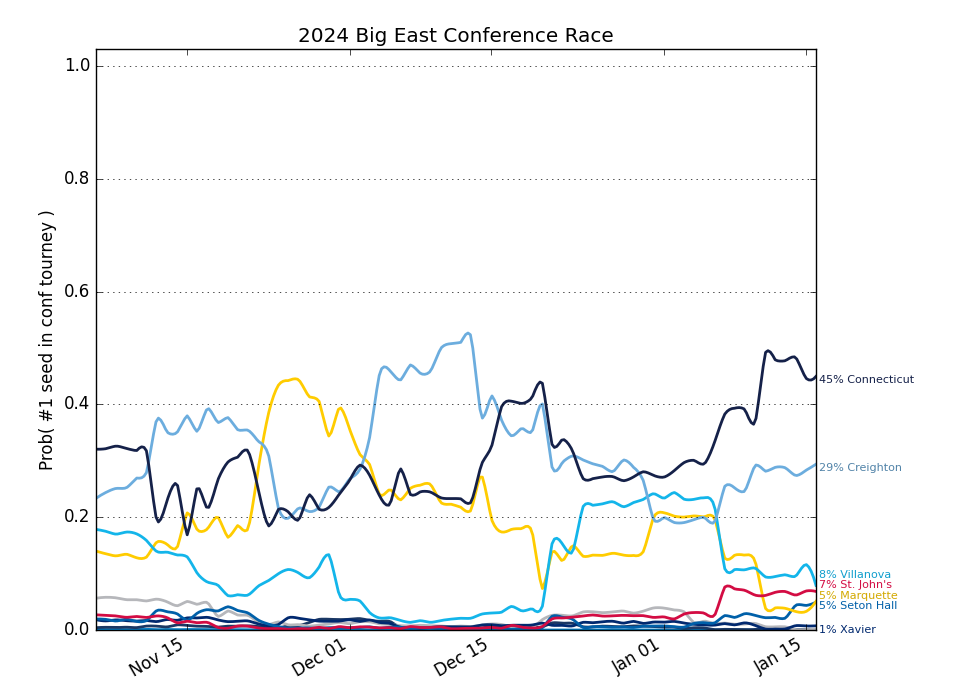 2024 Big East Conference Race
1.0
0.8
0.6
0.4
0.2
0.0
Prob( #1 seed in conf tourney )
45% Connecticut
29% Creighton
8% Villanova
7% St. John's
5% Marquette
5% Seton Hall
1% Xavier
Nov 15
Dec 01
Dec 15
Jan 01
Jan 15